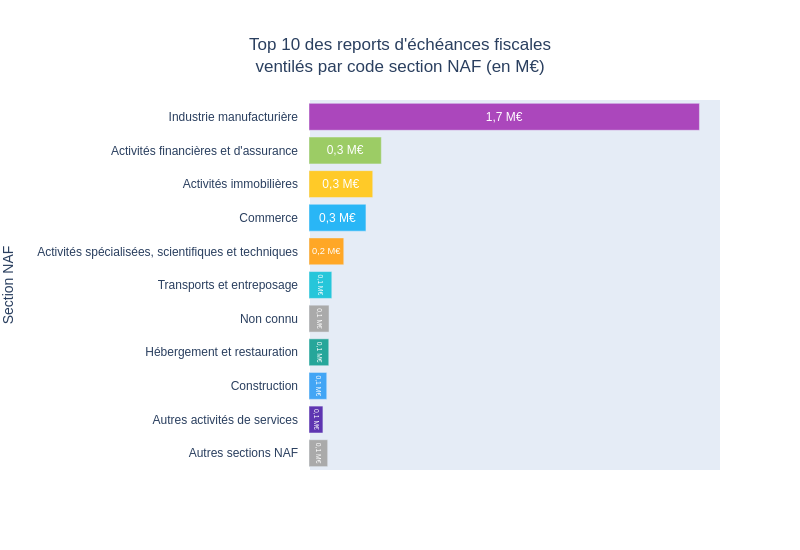 Top 10 des reports d'échéances fiscales
ventilés par code section NAF (en M€)
Section NAF
Industrie manufacturière 1,7 M€
Activités financières et d'assurance 0,3 M€
Activités immobilières 0,3 M€
Commerce 0,3 M€
Activités spécialisées, scientifiques et techniques 0,2 M€
Transports et entreposage 0,1 M€
Non connu 0,1 M€
Hébergement et restauration 0,1 M€
Construction 0,1 M€
Autres activités de services 0,1 M€
Autres sections NAF 0,1 M€